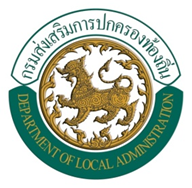 กรมส่งเสริมการปกครองท้องถิ่น
DEPARTMENT OF LOCAL ADMINISTRATION